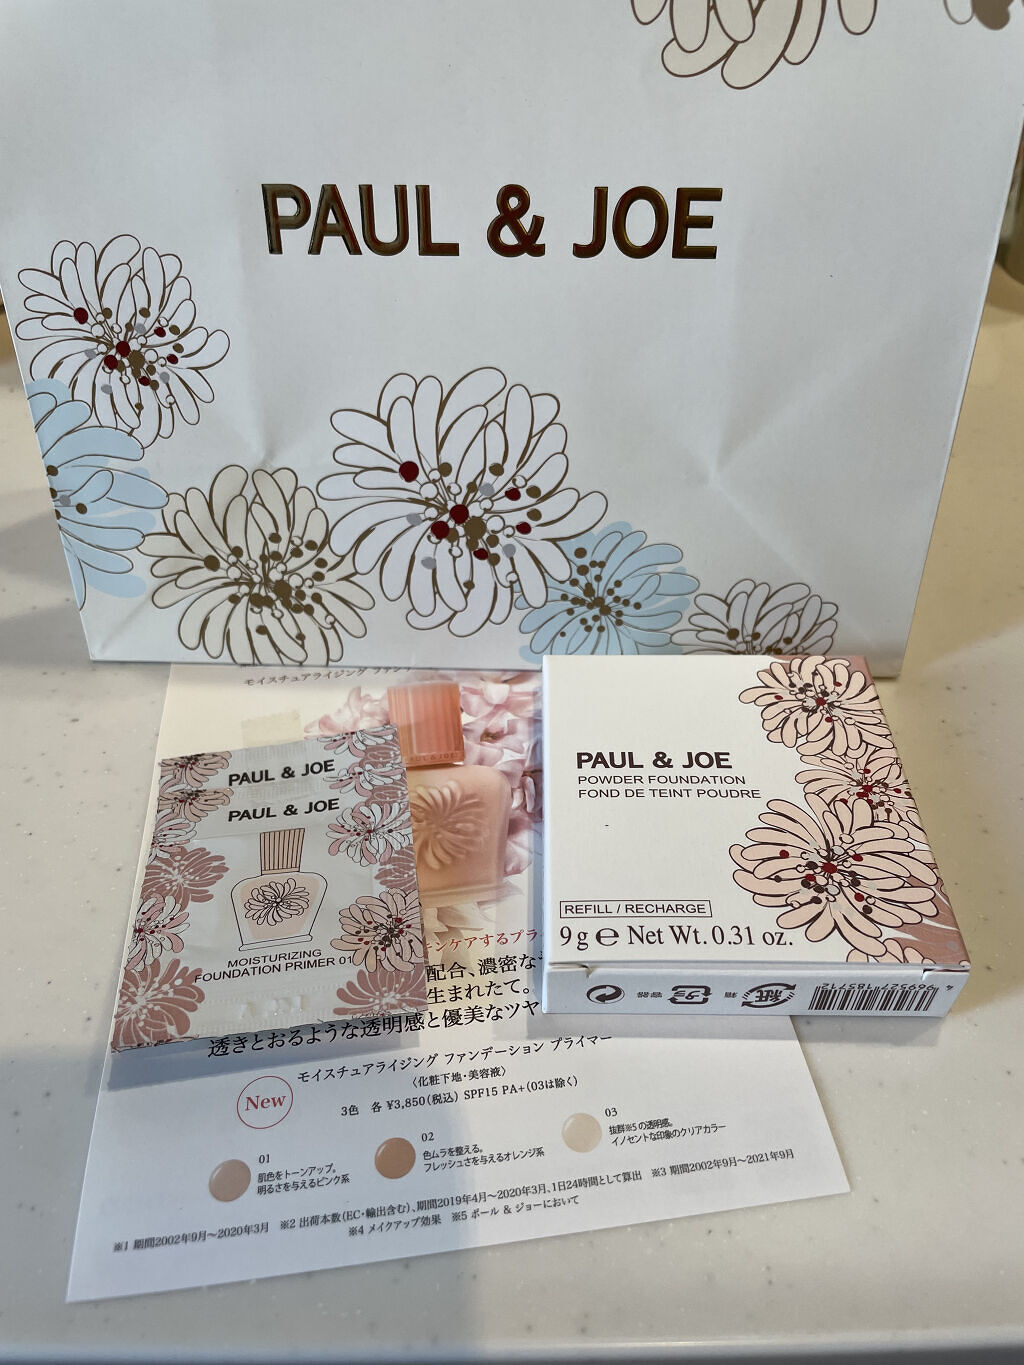 PAUL & JOE
モイスチュアライジング ファン
PAUL & JOE
PAUL & JOE
PAUL & JOE
MOISTURIZING
FOUNDATION PRIMER 01
PAUL & JOE
POWDER FOUNDATION
FOND DE TEINT POUDRE
REFILL / RECHARGE
9 g ℮ Net Wt. 0.31 oz.
紙 箱
プラ 容器
4 969527 185712
キンケアするプラ
配合、濃密な
生まれたて。
透きとおるような透明感と優美なツヤ
モイスチュアライジング ファンデーション プライマー
〈化粧下地・美容液〉
New
3色 各 ¥3,850(税込) SPF15 PA+(03は除く)
01
肌色をトーンアップ。
明るさを与えるピンク系
02
色ムラを整える。
フレッシュさを与えるオレンジ系
03
抜群※5の透明感。
イノセントな印象のクリアカラー
※1 期間2002年9月〜2020年3月 ※2 出荷本数(EC・輸出含む)、期間2019年4月〜2020年3月、1日24時間として算出 ※3 期間2002年9月〜2021年9月
※4 メイクアップ効果 ※5 ポール & ジョーにおいて